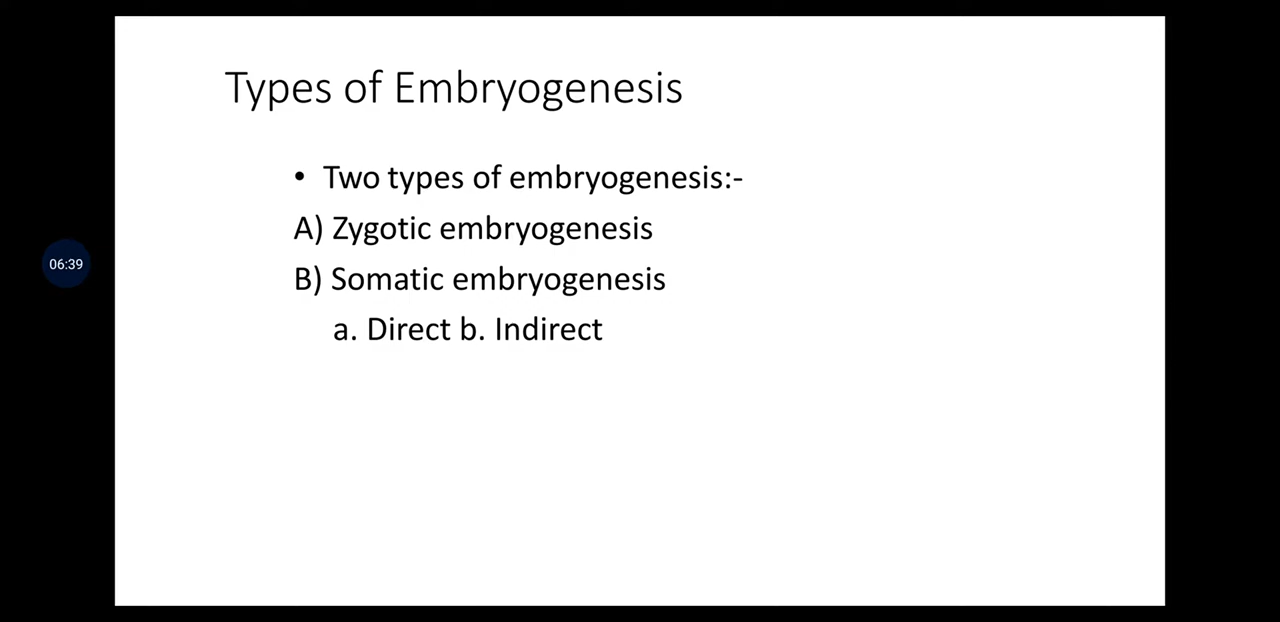 Types of Embryogenesis
• Two types of embryogenesis:-
A) Zygotic embryogenesis
06:39
B) Somatic embryogenesis
a. Direct b. Indirect